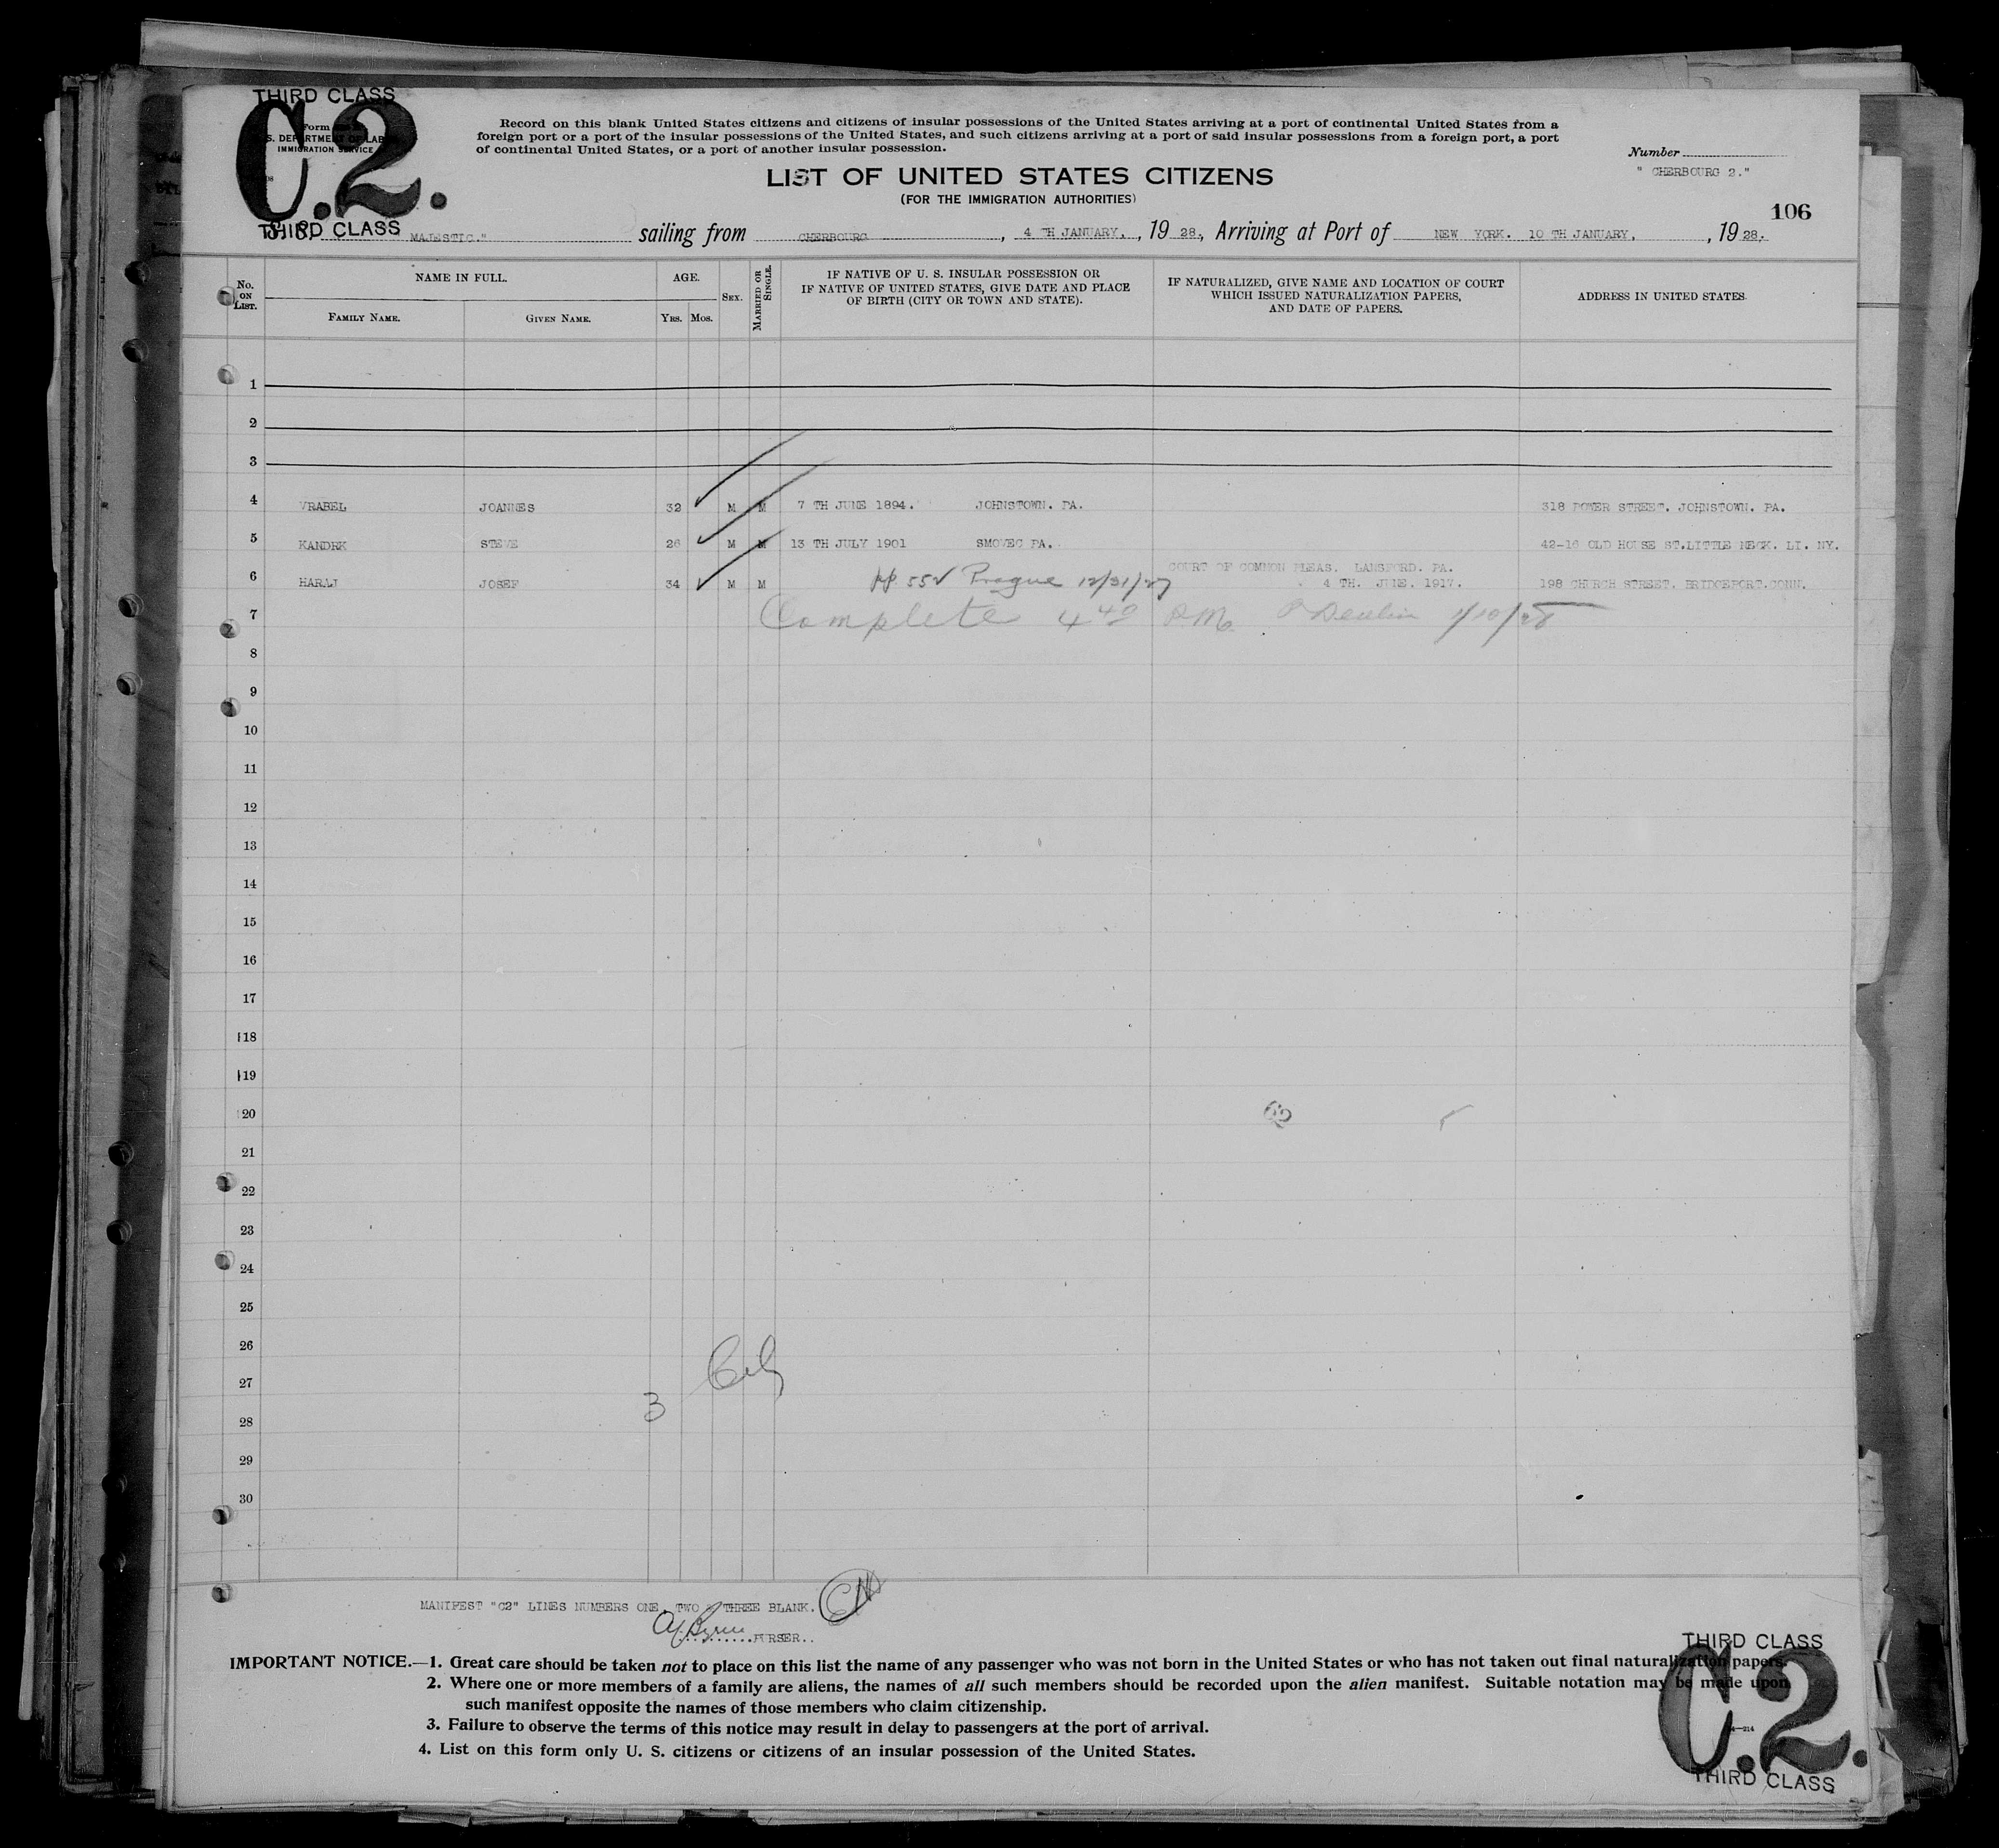 THIRD CLASS
C.2.
Form
S. DEPARTMENT OF LAB
IMMIGRATION SERVICE
THIRD CLASS
Record on this blank United States citizens and citizens of insular possessions of the United States arriving at a port of continental United States from a
foreign port or a port of the insular possessions of the United States, and such citizens arriving at a port of said insular possessions from a foreign port, a port
of continental United States, or a port of another insular possession.
Number
" CHERBOURG 2."
LIST OF UNITED STATES CITIZENS
(FOR THE IMMIGRATION AUTHORITIES)
106
S. S. MAJESTIC." sailing from CHERBOURG , 4 TH JANUARY, , 1928, Arriving at Port of NEW YORK. 10 TH JANUARY, , 1928.
No. ON LIST.
NAME IN FULL.
FAMILY NAME.
GIVEN NAME.
AGE.
YRS. MOS.
SEX.
MARRIED OR SINGLE.
IF NATIVE OF U. S. INSULAR POSSESSION OR
IF NATIVE OF UNITED STATES, GIVE DATE AND PLACE
OF BIRTH (CITY OR TOWN AND STATE).
IF NATURALIZED, GIVE NAME AND LOCATION OF COURT
WHICH ISSUED NATURALIZATION PAPERS,
AND DATE OF PAPERS.
ADDRESS IN UNITED STATES.
1
2
3
4 VRABEL JOANNES 32 M M 7 TH JUNE 1894. JOHNSTOWN. PA. 318 POWER STREET. JOHNSTOWN. PA.
5 KANDRK STEVE 26 M M 13 TH JULY 1901 SMOVEC PA. 42-16 OLD HOUSE ST.LITTLE NECK. LI. NY.
COURT OF COMMON PLEAS. LANSFORD. PA.
6 HARAJ JOSEF 34 M M Prague 12/31/27 4 TH. JUNE. 1917. 198 CHURCH STREET. BRIDGEPORT.CONN.
7 Complete 4 40 PM 1/10/28
8
9
10
11
12
13
14
15
16
17
18
19
20
62
21
22
23
24
25
26
27
3
28
29
30
MANIFEST "C2" LINES NUMBERS ONE, TWO & THREE BLANK.
..........PURSER..
IMPORTANT NOTICE.—1. Great care should be taken not to place on this list the name of any passenger who was not born in the United States or who has not taken out final naturalization papers.
2. Where one or more members of a family are aliens, the names of all such members should be recorded upon the alien manifest. Suitable notation may be made upon
such manifest opposite the names of those members who claim citizenship.
3. Failure to observe the terms of this notice may result in delay to passengers at the port of arrival.
4. List on this form only U. S. citizens or citizens of an insular possession of the United States.
THIRD CLASS
C.2.
THIRD CLASS